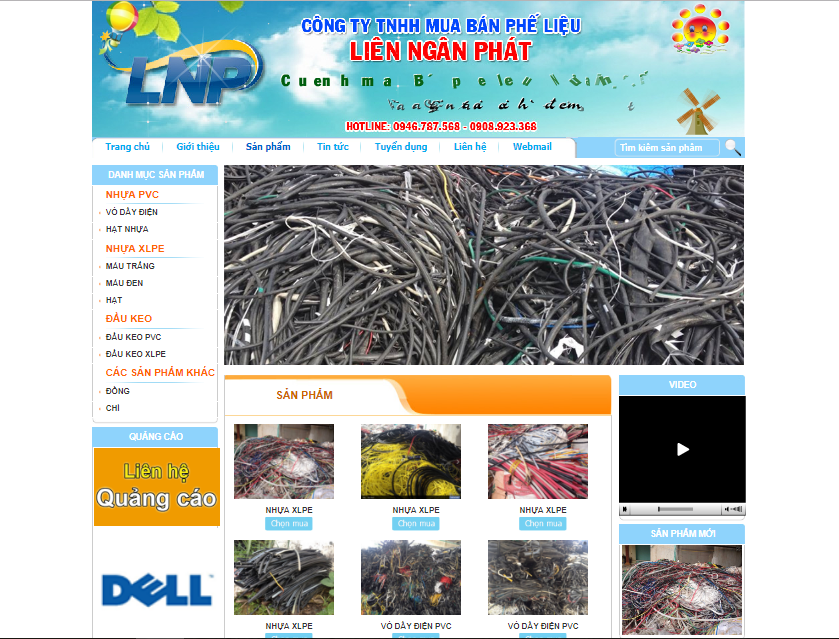 CÔNG TY TNHH MUA BÁN PHẾ LIỆU
LIÊN NGÂN PHÁT
LNP
HOTLINE: 0946.787.568 - 0908.923.368
Trang chủ
Giới thiệu
Sản phẩm
Tin tức
Tuyển dụng
Liên hệ
Webmail
Tìm kiếm sản phẩm
DANH MỤC SẢN PHẨM
NHỰA PVC
VỎ DÂY ĐIỆN
HẠT NHỰA
NHỰA XLPE
MÀU TRẮNG
MÀU ĐEN
HẠT
ĐẦU KEO
ĐẦU KEO PVC
ĐẦU KEO XLPE
CÁC SẢN PHẨM KHÁC
ĐỒNG
CHÌ
QUẢNG CÁO
Liên hệ
Quảng cáo
DELL
SẢN PHẨM
NHỰA XLPE
Chọn mua
NHỰA XLPE
Chọn mua
NHỰA XLPE
Chọn mua
NHỰA XLPE
VỎ DÂY ĐIỆN PVC
VỎ DÂY ĐIỆN PVC
VIDEO
SẢN PHẨM MỚI